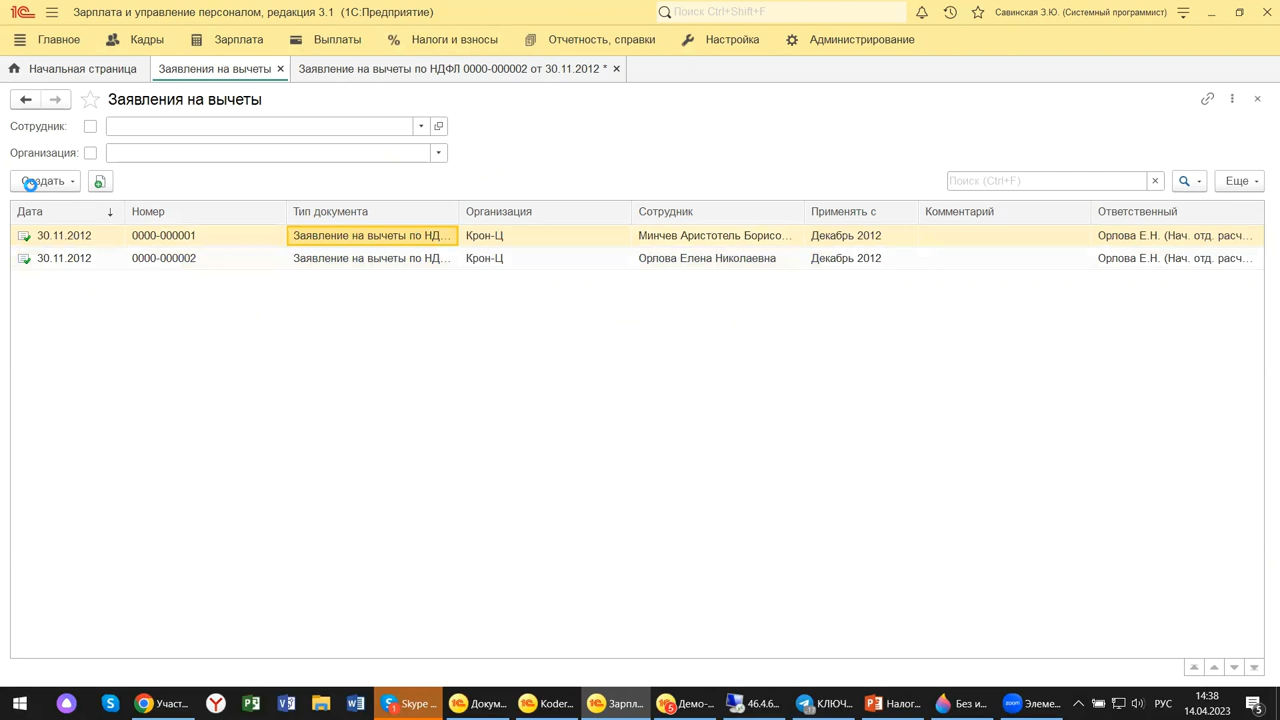 Зарплата и управление персоналом, редакция 3.1 (1С:Предприятие)
Поиск Ctrl+Shift+F
Савинская З.Ю. (Системный программист)
Главное
Кадры
Зарплата
Выплаты
Налоги и взносы
Отчетность, справки
Настройка
Администрирование
Начальная страница
Заявления на вычеты
Заявление на вычеты по НДФЛ 0000-000002 от 30.11.2012 *
Заявления на вычеты
Сотрудник:
Организация:
Создать
Поиск (Ctrl+F)
Еще
Дата Номер Тип документа Организация Сотрудник Применять с Комментарий Ответственный
30.11.2012 0000-000001 Заявление на вычеты по НД... Крон-Ц Минчев Аристотель Борисо... Декабрь 2012 Орлова Е.Н. (Нач. отд. расч...
30.11.2012 0000-000002 Заявление на вычеты по НД... Крон-Ц Орлова Елена Николаевна Декабрь 2012 Орлова Е.Н. (Нач. отд. расч...
Участ...
Skype ...
Докум...
Koder...
Зарпл...
Демо-...
46.4.6...
КЛЮЧ...
Налог...
Без и...
Элеме...
РУС
14:38
14.04.2023